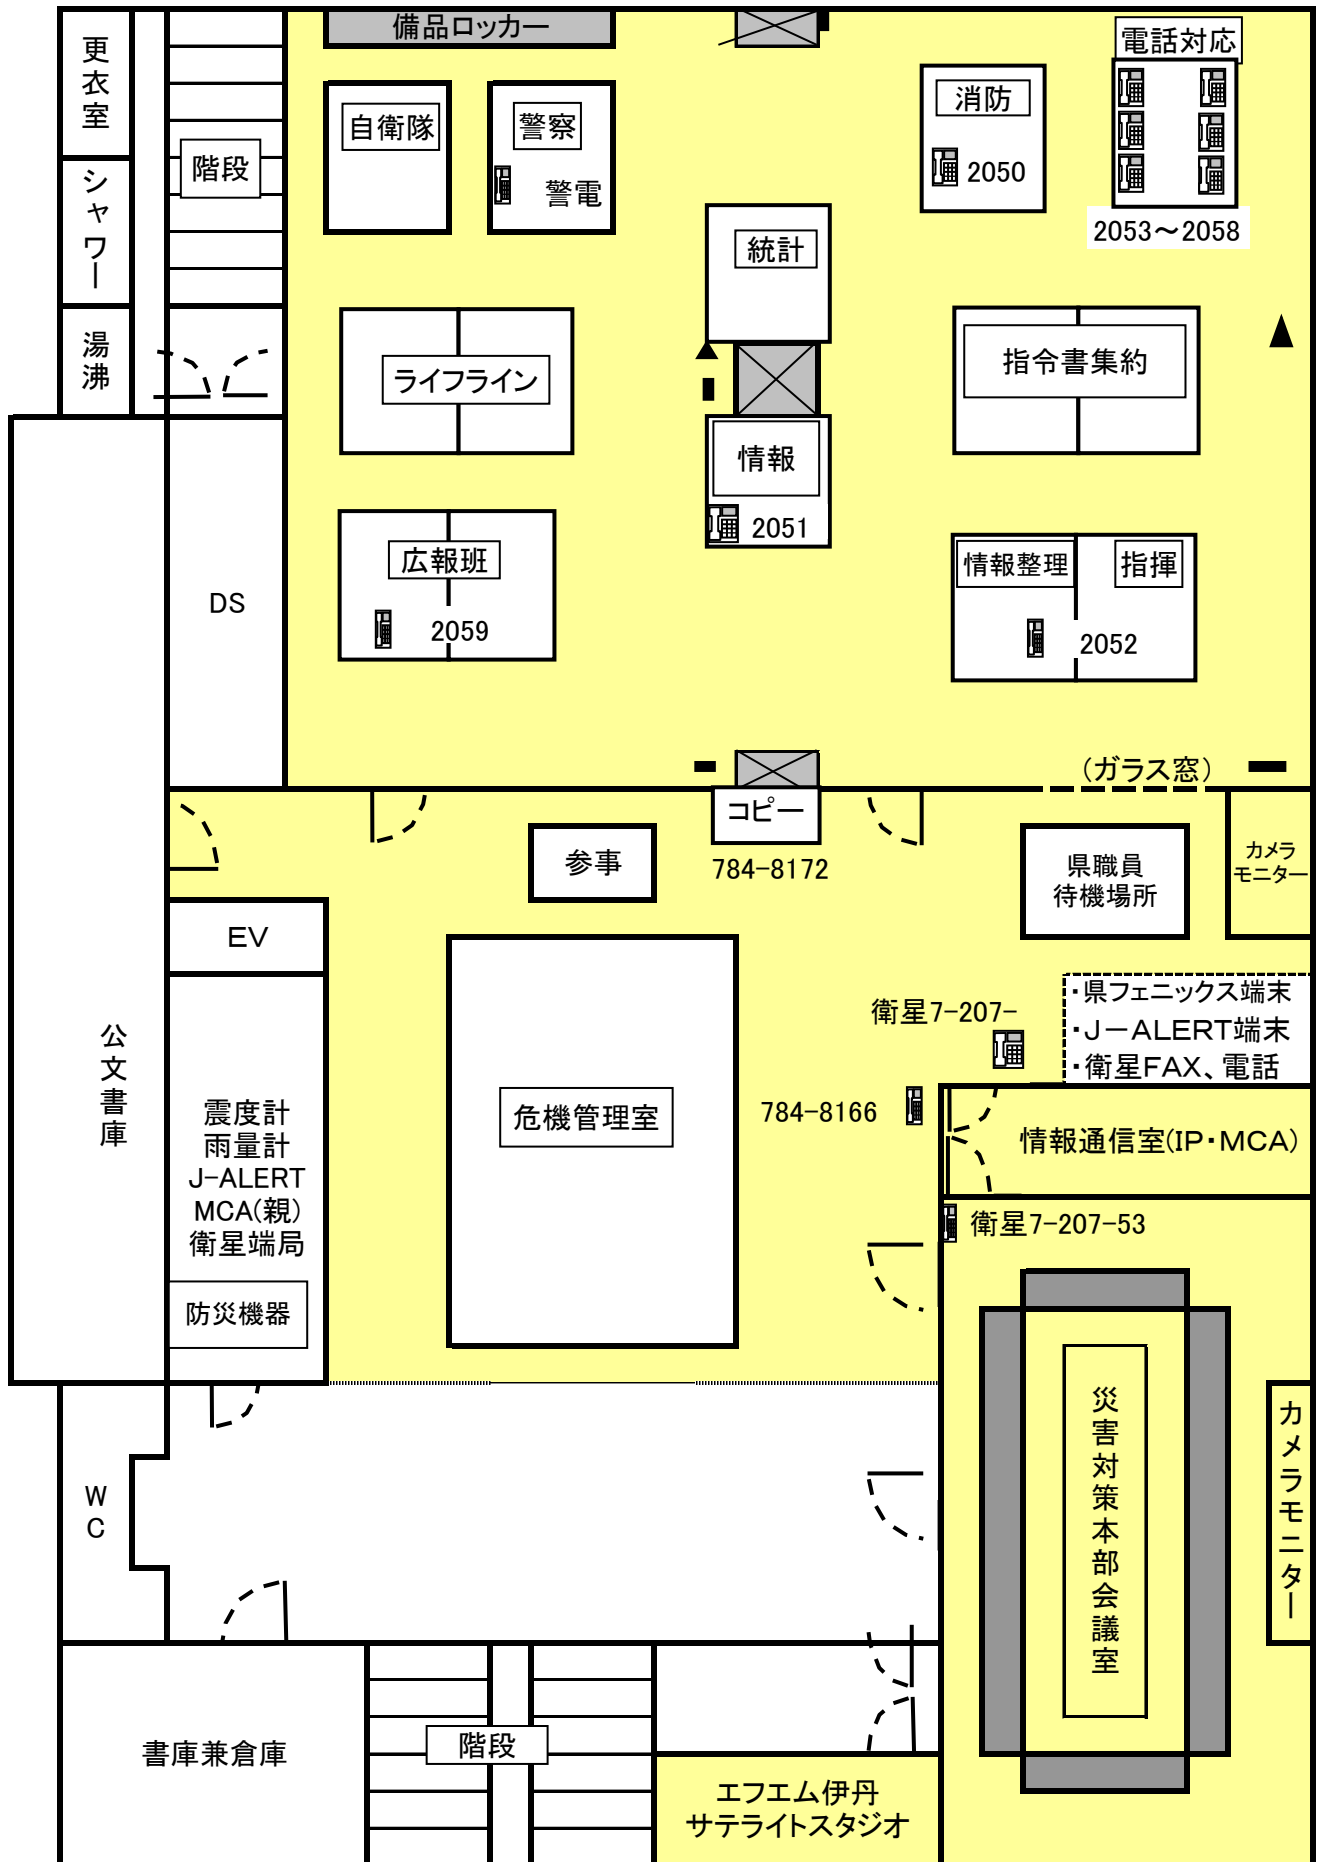 備品ロッカー
電話対応
更衣室
自衛隊
警察
消防
階段
警電
2050
シャワー
2053～2058
統計
湯沸
ライフライン
指令書集約
情報
2051
広報班
情報整理
指揮
DS
2059
2052
(ガラス窓)
コピー
参事
784-8172
県職員
待機場所
カメラ
モニター
EV
・県フェニックス端末
・J－ALERT端末
・衛星FAX、電話
衛星7-207-
公文書庫
震度計
雨量計
J-ALERT
MCA(親)
衛星端局
危機管理室
784-8166
情報通信室(IP・MCA)
衛星7-207-53
防災機器
災害対策本部会議室
カメラモニター
WC
階段
書庫兼倉庫
エフエム伊丹
サテライトスタジオ